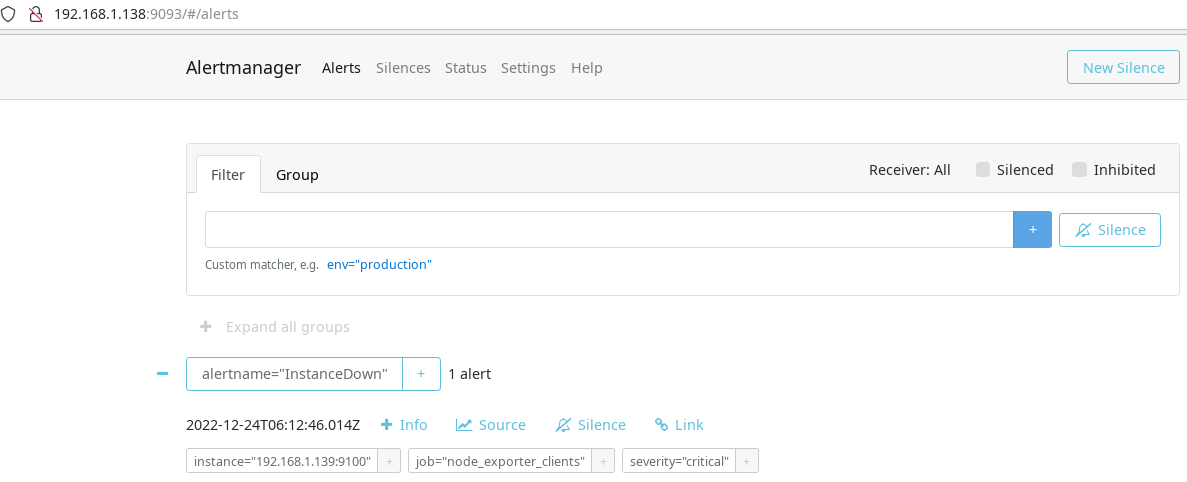 192.168.1.138:9093/#/alerts
Alertmanager Alerts Silences Status Settings Help New Silence
Filter Group Receiver: All Silenced Inhibited
+ Silence
Custom matcher, e.g. env="production"
+ Expand all groups
- alertname="InstanceDown" + 1 alert
2022-12-24T06:12:46.014Z + Info Source Silence Link
instance="192.168.1.139:9100" + job="node_exporter_clients" + severity="critical" +